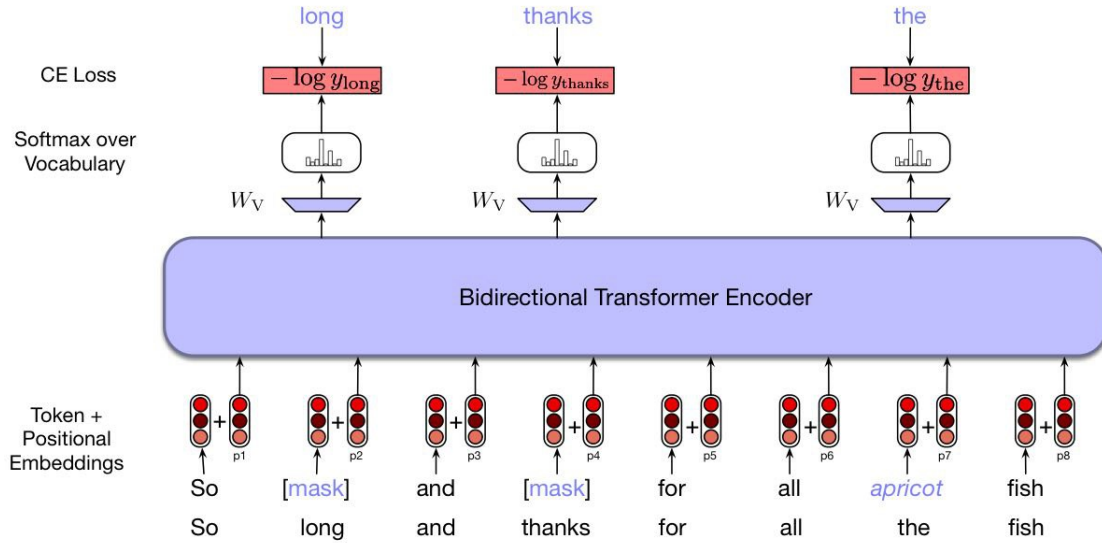 long thanks the
CE Loss
− log y_long − log y_thanks − log y_the
Softmax over
Vocabulary
W_V W_V W_V
Bidirectional Transformer Encoder
Token +
Positional
Embeddings
+ + + + + + + +
p1 p2 p3 p4 p5 p6 p7 p8
So [mask] and [mask] for all apricot fish
So long and thanks for all the fish